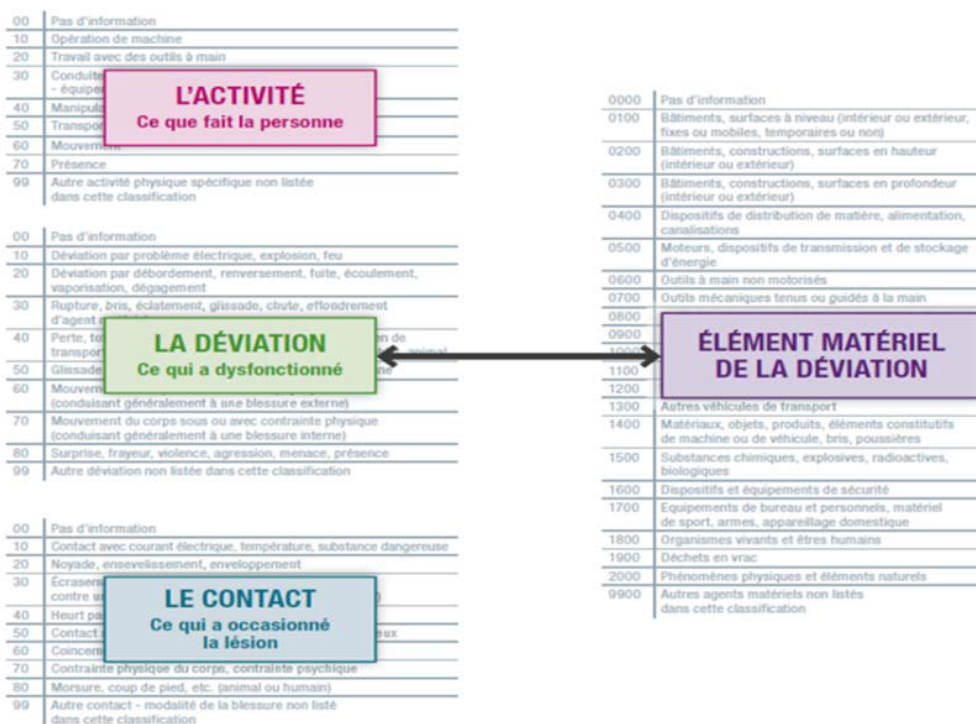 00 Pas d'information
10 Opération de machine
20 Travail avec des outils à main
30 Conduite
- équipe
40 Manipula
50 Transpor
60 Mouvement
70 Présence
99 Autre activité physique spécifique non listée
dans cette classification
L'ACTIVITÉ
Ce que fait la personne
00 Pas d'information
10 Déviation par problème électrique, explosion, feu
20 Déviation par débordement, renversement, fuite, écoulement,
vaporisation, dégagement
30 Rupture, bris, éclatement, glissade, chute, effondrement
d'agent
40 Perte, to en de
transpor animal
50 Glissade ne
60 Mouvem
(conduisant généralement à une blessure externe)
70 Mouvement du corps sous ou avec contrainte physique
(conduisant généralement à une blessure interne)
80 Surprise, frayeur, violence, agression, menace, présence
99 Autre déviation non listée dans cette classification
LA DÉVIATION
Ce qui a dysfonctionné
00 Pas d'information
10 Contact avec courant électrique, température, substance dangereuse
20 Noyade, ensevelissement, enveloppement
30 Écrasem
contre un
40 Heurt pa
50 Contact eux
60 Coincem
70 Contrainte physique du corps, contrainte psychique
80 Morsure, coup de pied, etc. (animal ou humain)
99 Autre contact - modalité de la blessure non listé
dans cette classification
LE CONTACT
Ce qui a occasionné
la lésion
0000 Pas d'information
0100 Bâtiments, surfaces à niveau (intérieur ou extérieur,
fixes ou mobiles, temporaires ou non)
0200 Bâtiments, constructions, surfaces en hauteur
(intérieur ou extérieur)
0300 Bâtiments, constructions, surfaces en profondeur
(intérieur ou extérieur)
0400 Dispositifs de distribution de matière, alimentation,
canalisations
0500 Moteurs, dispositifs de transmission et de stockage
d'énergie
0600 Outils à main non motorisés
0700 Outils mécaniques tenus ou guidés à la main
0800
0900
1100
1200
1300 Autres véhicules de transport
1400 Matériaux, objets, produits, éléments constitutifs
de machine ou de véhicule, bris, poussières
1500 Substances chimiques, explosives, radioactives,
biologiques
1600 Dispositifs et équipements de sécurité
1700 Equipements de bureau et personnels, matériel
de sport, armes, appareillage domestique
1800 Organismes vivants et êtres humains
1900 Déchets en vrac
2000 Phénomènes physiques et éléments naturels
9900 Autres agents matériels non listés
dans cette classification
ÉLÉMENT MATÉRIEL
DE LA DÉVIATION